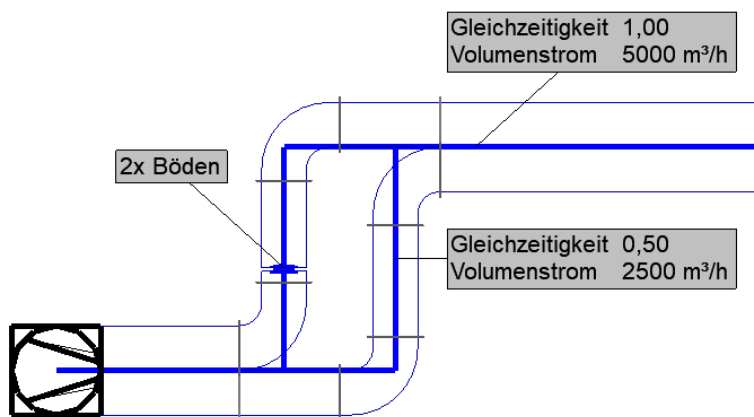 Gleichzeitigkeit 1,00
Volumenstrom 5000 m³/h
2x Böden
Gleichzeitigkeit 0,50
Volumenstrom 2500 m³/h